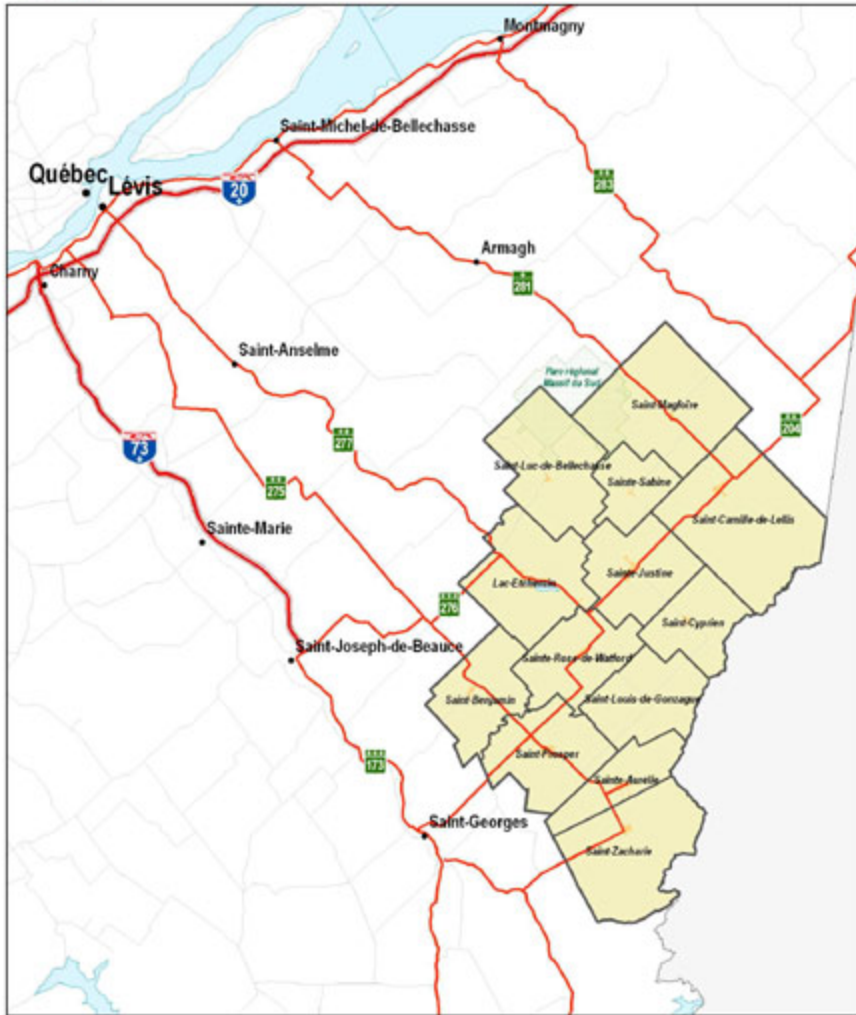 Montmagny
Saint-Michel-de-Bellechasse
Québec
Lévis
20
283
Charny
Armagh
281
Saint-Anselme
Parc régional
Massif du Sud
Saint-Magloire
204
277
73
Saint-Luc-de-Bellechasse
Sainte-Sabine
275
Saint-Camille-de-Lellis
Sainte-Marie
Lac-Etchemin
Sainte-Justine
276
Saint-Cyprien
Saint-Joseph-de-Beauce
Sainte-Rose-de-Watford
Saint-Benjamin
Saint-Louis-de-Gonzague
Saint-Prosper
173
Sainte-Aurélie
Saint-Georges
Saint-Zacharie